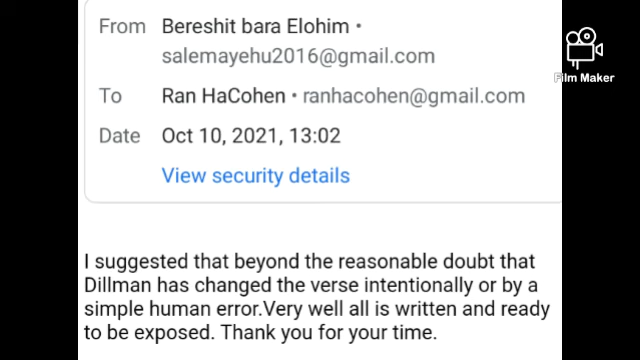 From Bereshit bara Elohim •
salemayehu2016@gmail.com
To Ran HaCohen • ranhacohen@gmail.com
Date Oct 10, 2021, 13:02
View security details
I suggested that beyond the reasonable doubt that
Dillman has changed the verse intentionally or by a
simple human error.Very well all is written and ready
to be exposed. Thank you for your time.
Film Maker